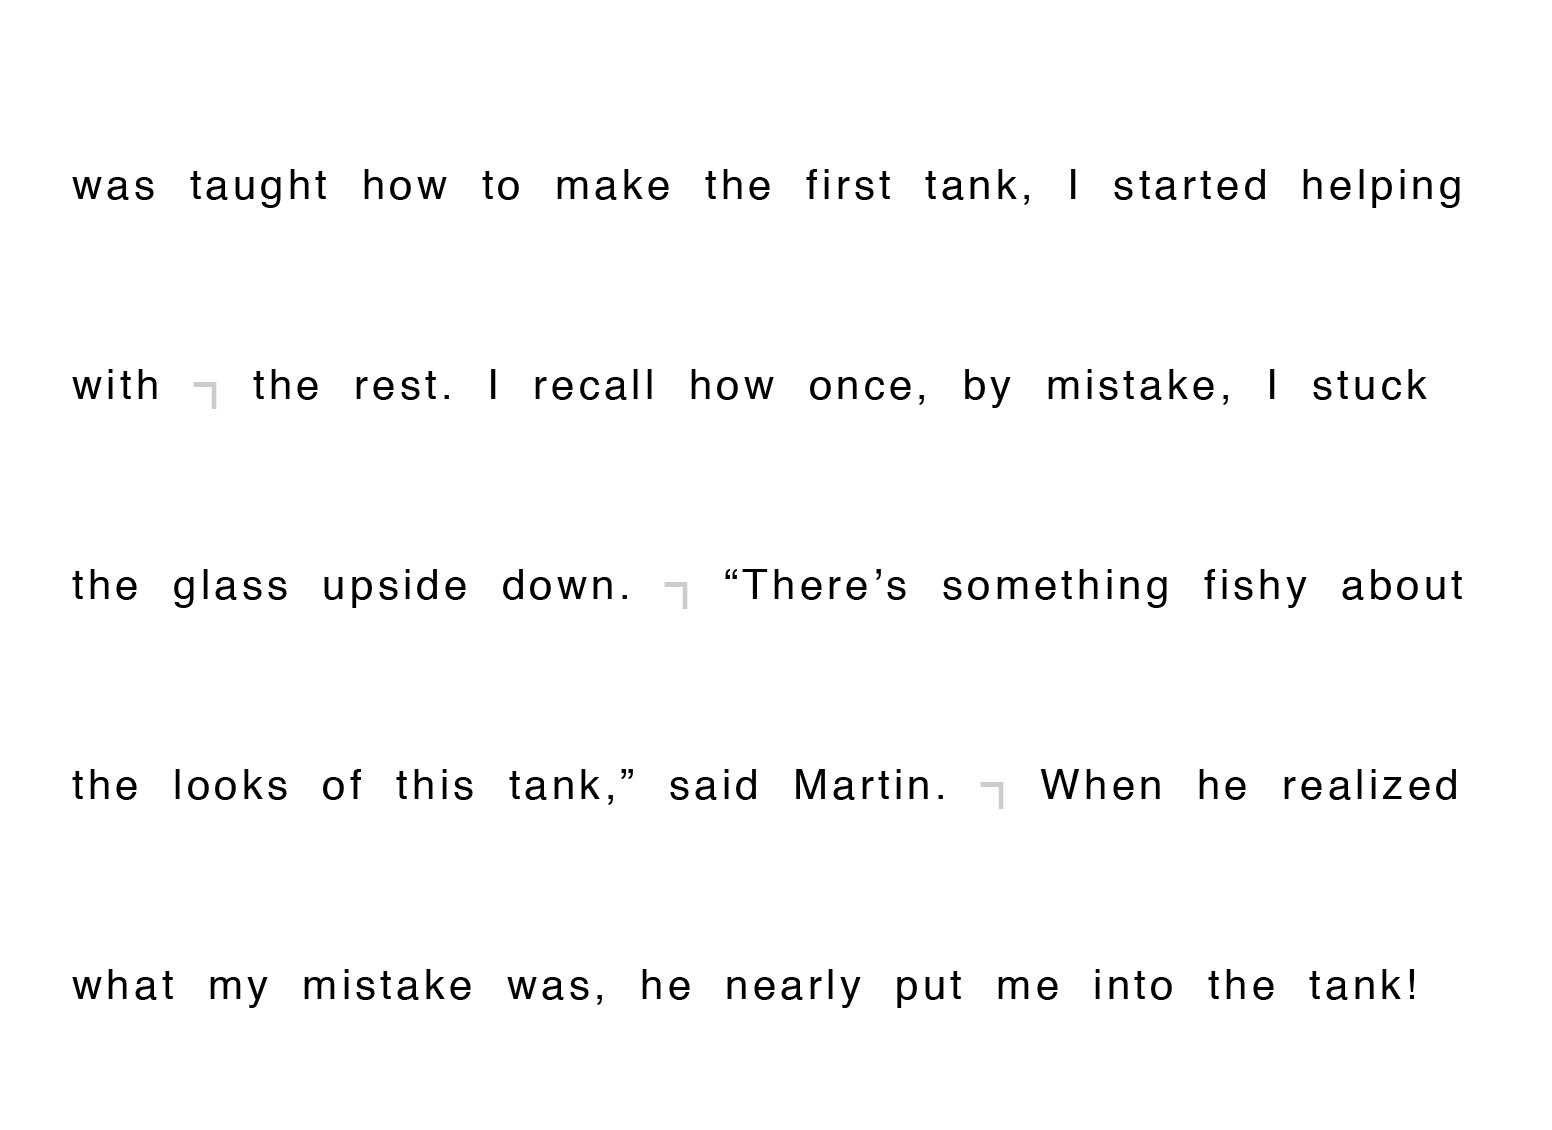 was taught how to make the first tank, I started helping
with ¬ the rest. I recall how once, by mistake, I stuck
the glass upside down. ¬ “There’s something fishy about
the looks of this tank,” said Martin. ¬ When he realized
what my mistake was, he nearly put me into the tank!